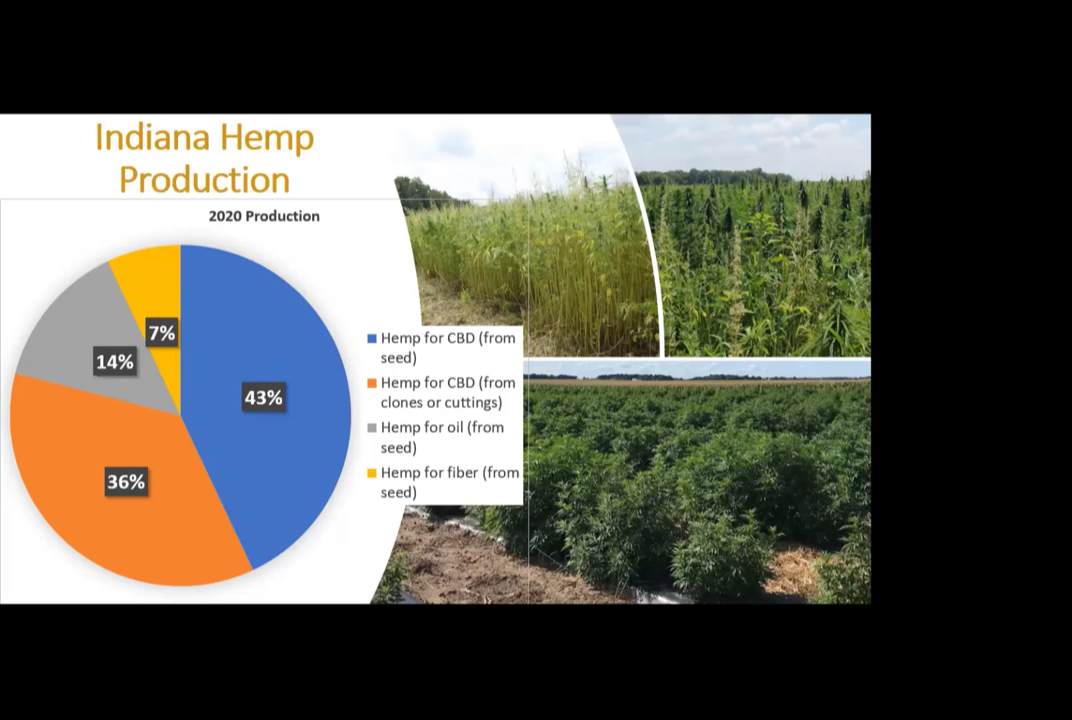 Indiana Hemp
Production
2020 Production
7%
14%
43%
36%
Hemp for CBD (from
seed)
Hemp for CBD (from
clones or cuttings)
Hemp for oil (from
seed)
Hemp for fiber (from
seed)